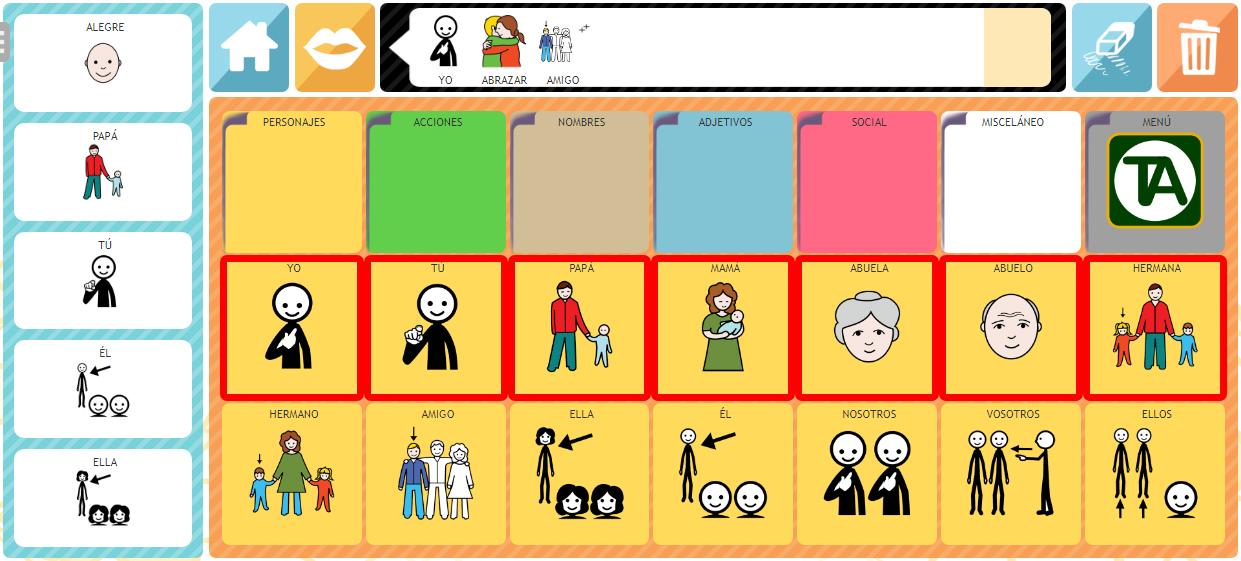 ALEGRE
PAPÁ
TÚ
ÉL
ELLA
YO ABRAZAR AMIGO
PERSONAJES ACCIONES NOMBRES ADJETIVOS SOCIAL MISCELÁNEO MENÚ
TA
YO TÚ PAPÁ MAMÁ ABUELA ABUELO HERMANA
HERMANO AMIGO ELLA ÉL NOSOTROS VOSOTROS ELLOS